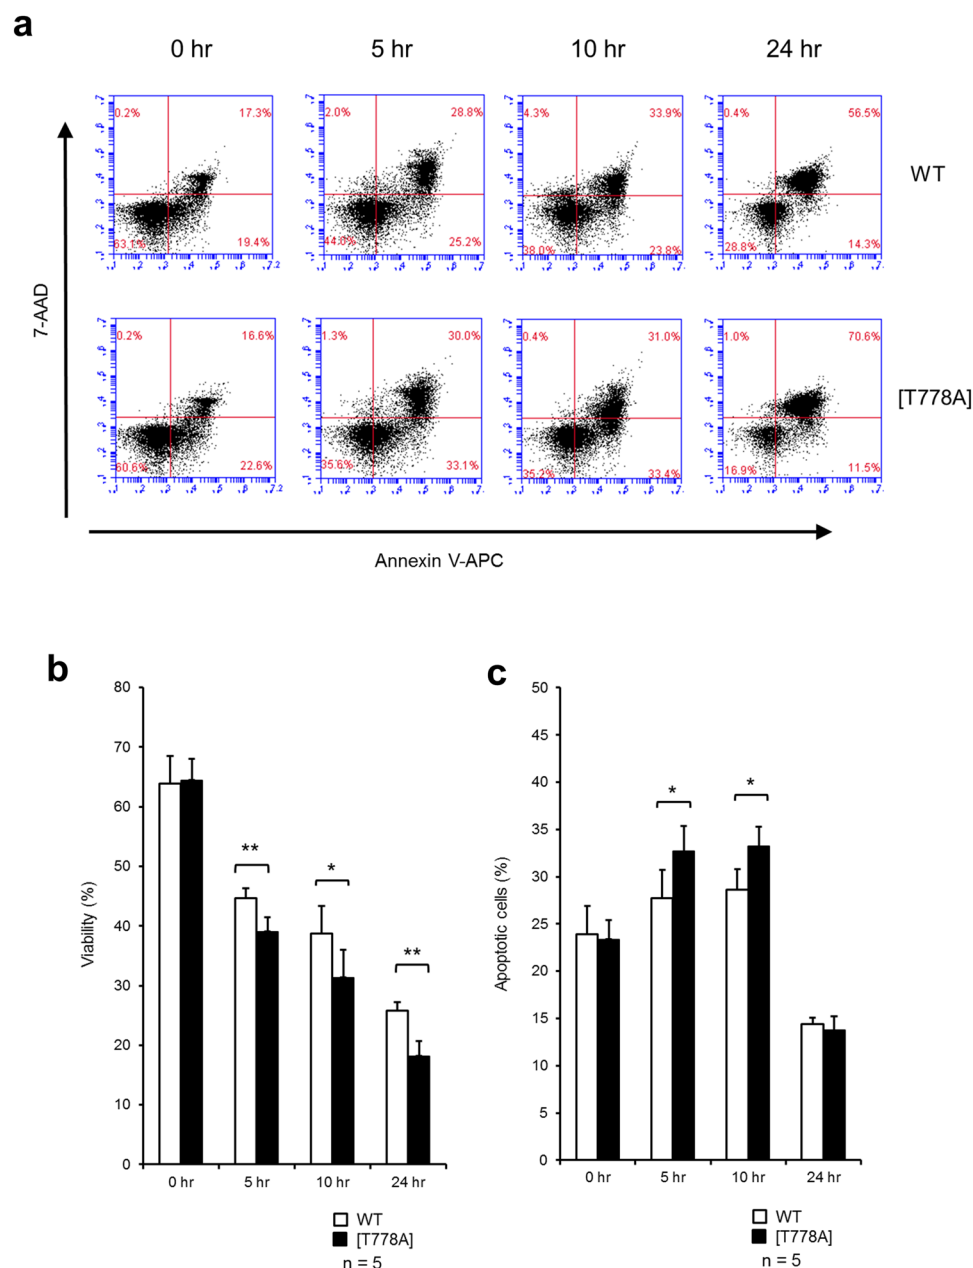 a
0 hr 5 hr 10 hr 24 hr
0.2% 17.3% 2.0% 28.8% 4.3% 33.9% 0.4% 56.5%
WT
63.1% 19.4% 44.0% 25.2% 38.0% 23.8% 28.8% 14.3%
7-AAD
0.2% 16.6% 1.3% 30.0% 0.4% 31.0% 1.0% 70.6%
[T778A]
60.6% 22.6% 35.6% 33.1% 35.2% 33.4% 16.9% 11.5%
Annexin V-APC
b
Viability (%)
80
70
60
50
40
30
20
10
0
** * **
0 hr 5 hr 10 hr 24 hr
WT
[T778A]
n = 5
c
Apoptotic cells (%)
50
45
40
35
30
25
20
15
10
5
0
* *
0 hr 5 hr 10 hr 24 hr
WT
[T778A]
n = 5